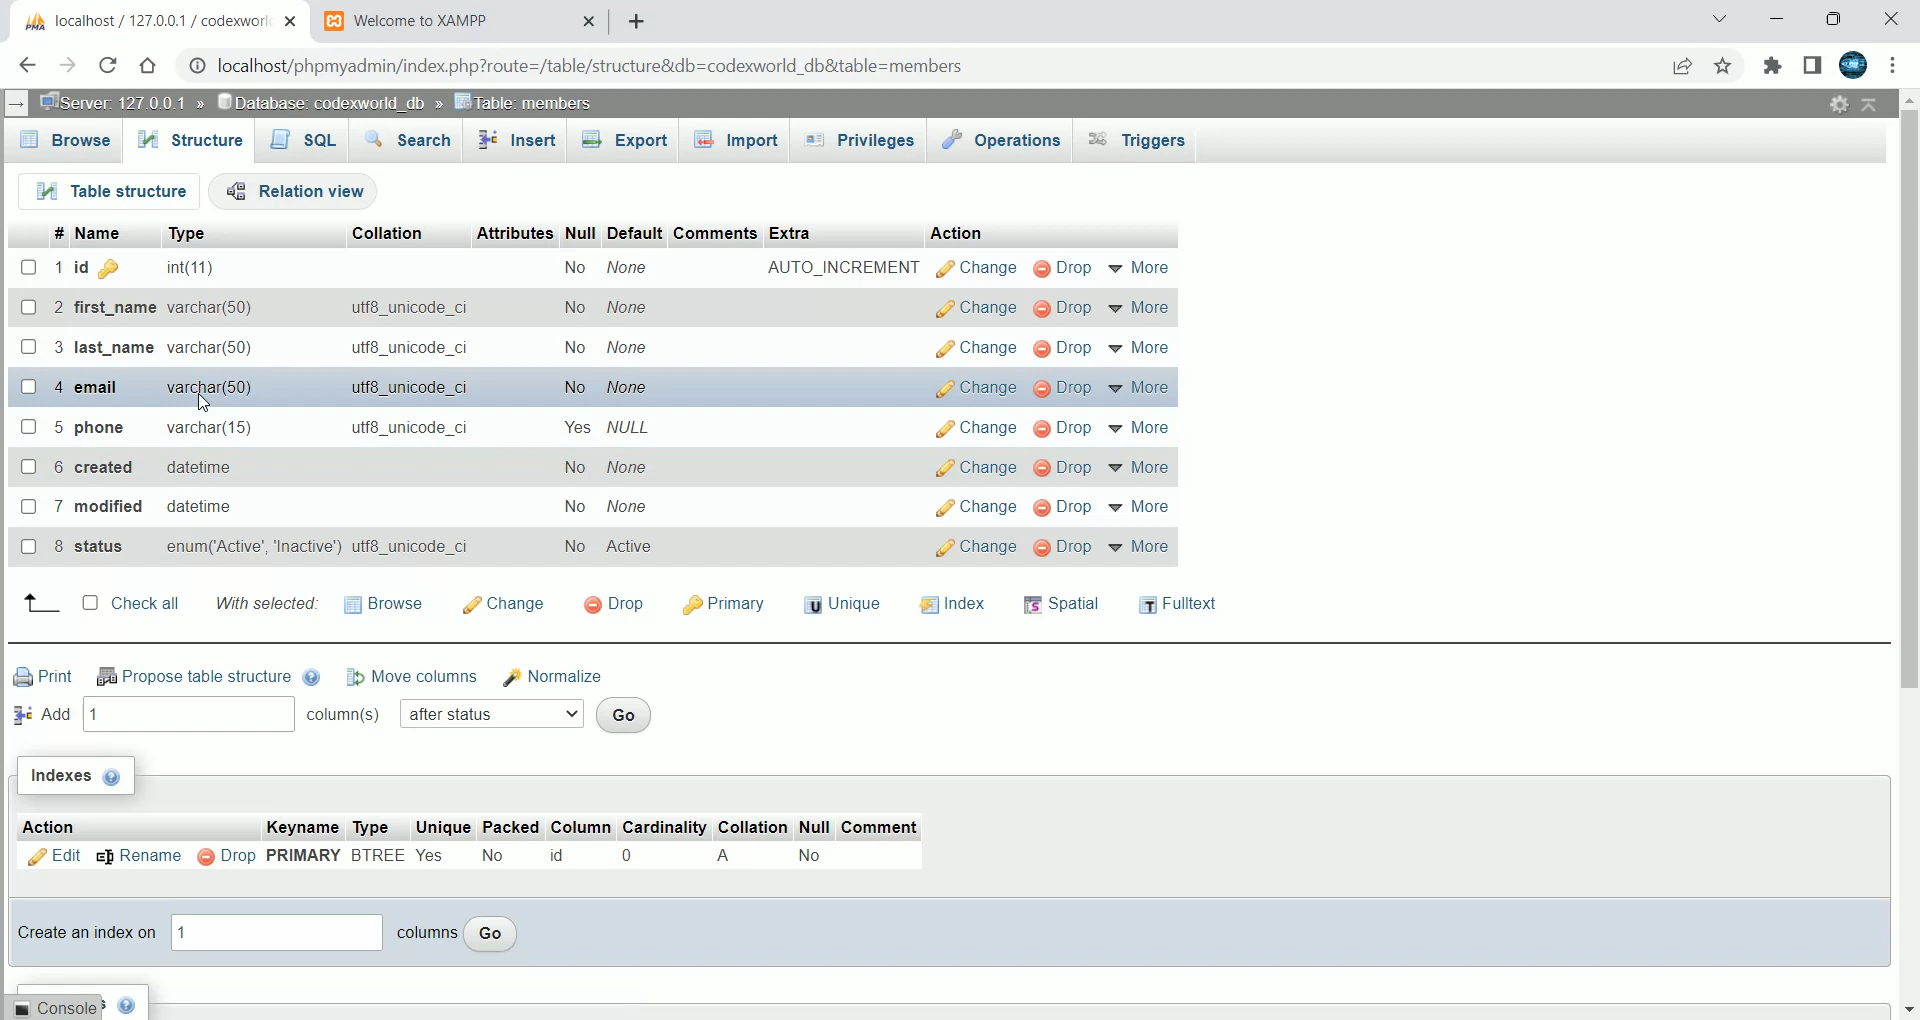 localhost / 127.0.0.1 / codexworl
Welcome to XAMPP
localhost/phpmyadmin/index.php?route=/table/structure&db=codexworld_db&table=members
Server: 127.0.0.1 » Database: codexworld_db » Table: members
Browse Structure SQL Search Insert Export Import Privileges Operations Triggers
Table structure Relation view
# Name Type Collation Attributes Null Default Comments Extra Action
1 id int(11) No None AUTO_INCREMENT Change Drop More
2 first_name varchar(50) utf8_unicode_ci No None Change Drop More
3 last_name varchar(50) utf8_unicode_ci No None Change Drop More
4 email varchar(50) utf8_unicode_ci No None Change Drop More
5 phone varchar(15) utf8_unicode_ci Yes NULL Change Drop More
6 created datetime No None Change Drop More
7 modified datetime No None Change Drop More
8 status enum('Active', 'Inactive') utf8_unicode_ci No Active Change Drop More
Check all With selected: Browse Change Drop Primary Unique Index Spatial Fulltext
Print Propose table structure Move columns Normalize
Add 1 column(s) after status Go
Indexes
Action Keyname Type Unique Packed Column Cardinality Collation Null Comment
Edit Rename Drop PRIMARY BTREE Yes No id 0 A No
Create an index on 1 columns Go
Console